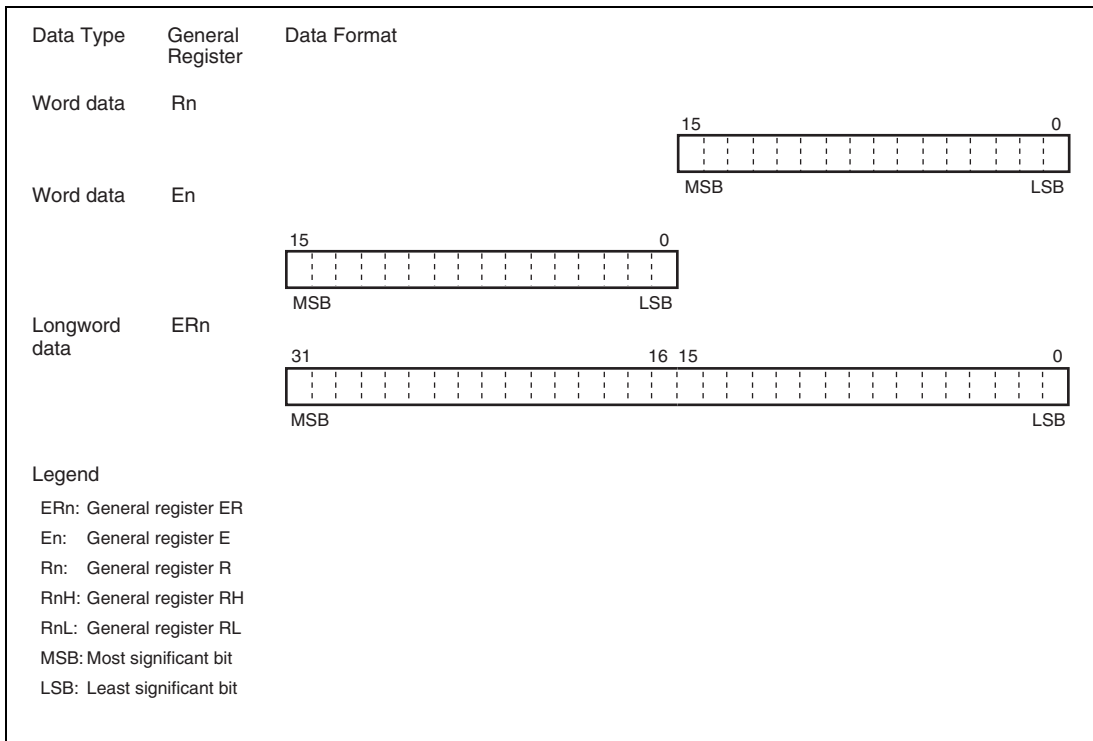 Data Type General Register Data Format
Word data Rn
15 0
MSB LSB
Word data En
15 0
MSB LSB
Longword data ERn
31 16 15 0
MSB LSB
Legend
ERn: General register ER
En: General register E
Rn: General register R
RnH: General register RH
RnL: General register RL
MSB: Most significant bit
LSB: Least significant bit